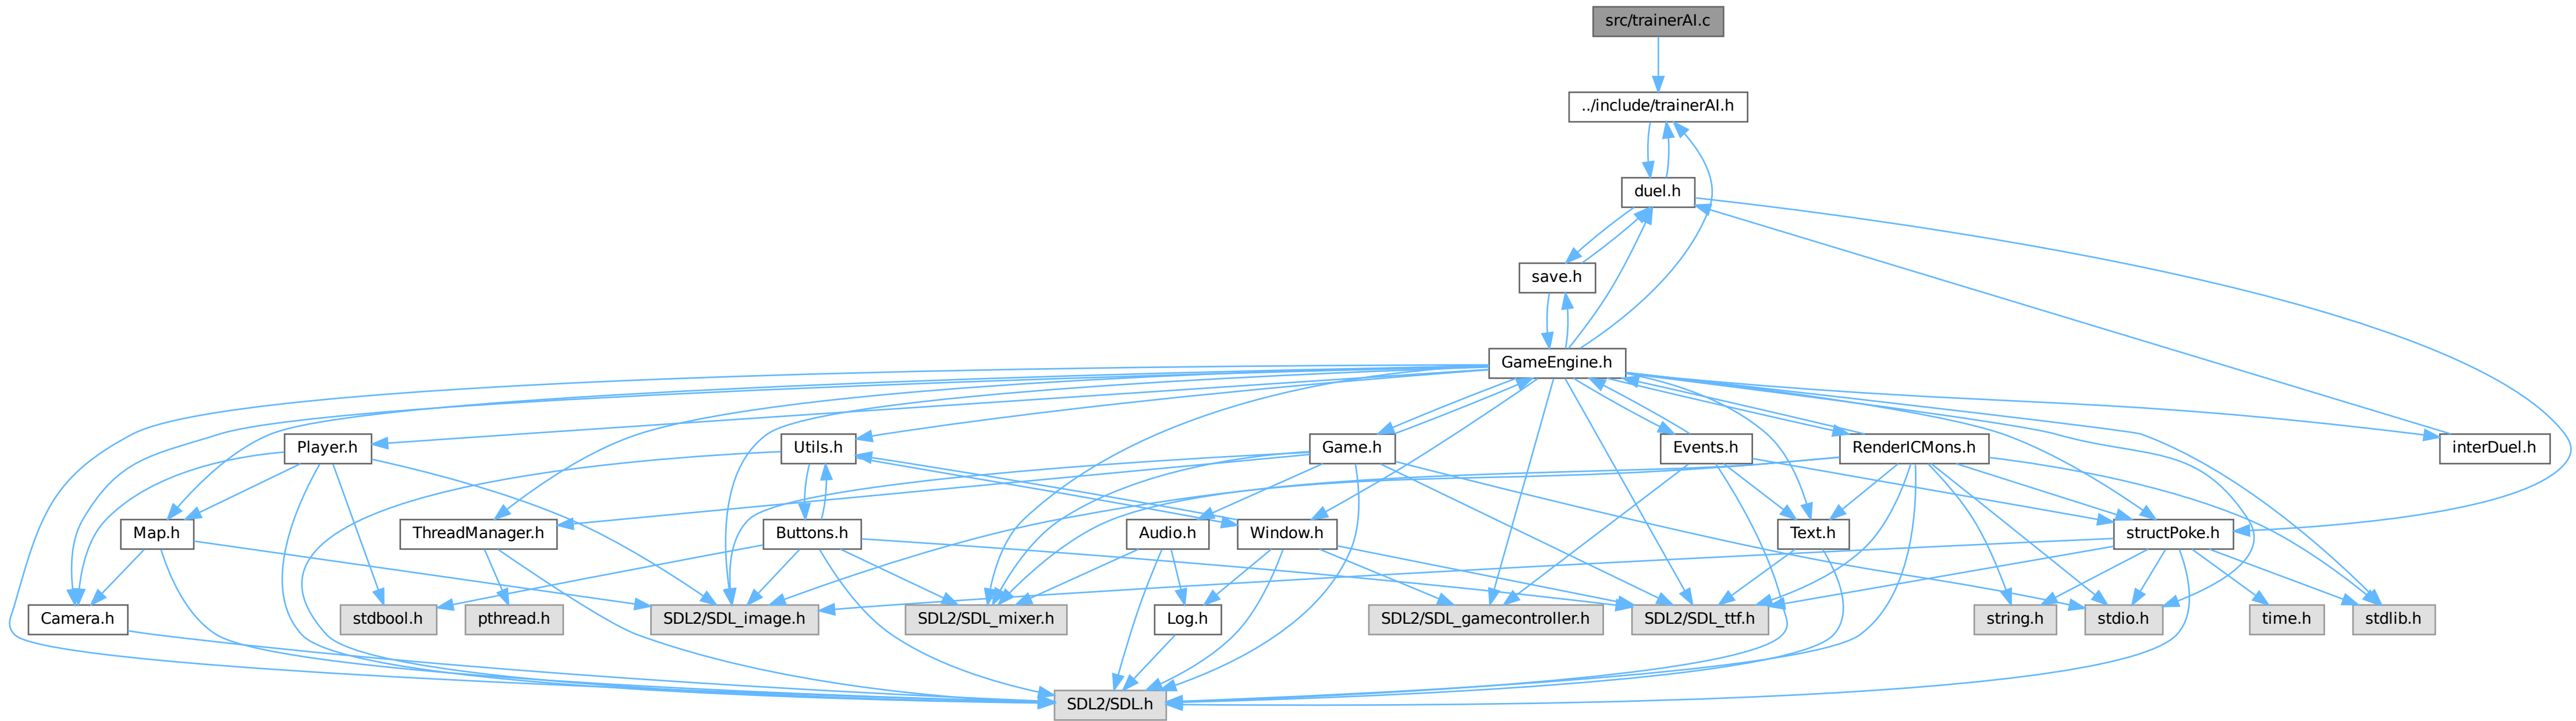 src/trainerAI.c
../include/trainerAI.h
duel.h
save.h
GameEngine.h
Player.h
Utils.h
Game.h
Events.h
RenderICMons.h
interDuel.h
Map.h
ThreadManager.h
Buttons.h
Audio.h
Window.h
Text.h
structPoke.h
Camera.h
stdbool.h
pthread.h
SDL2/SDL_image.h
SDL2/SDL_mixer.h
Log.h
SDL2/SDL_gamecontroller.h
SDL2/SDL_ttf.h
string.h
stdio.h
time.h
stdlib.h
SDL2/SDL.h